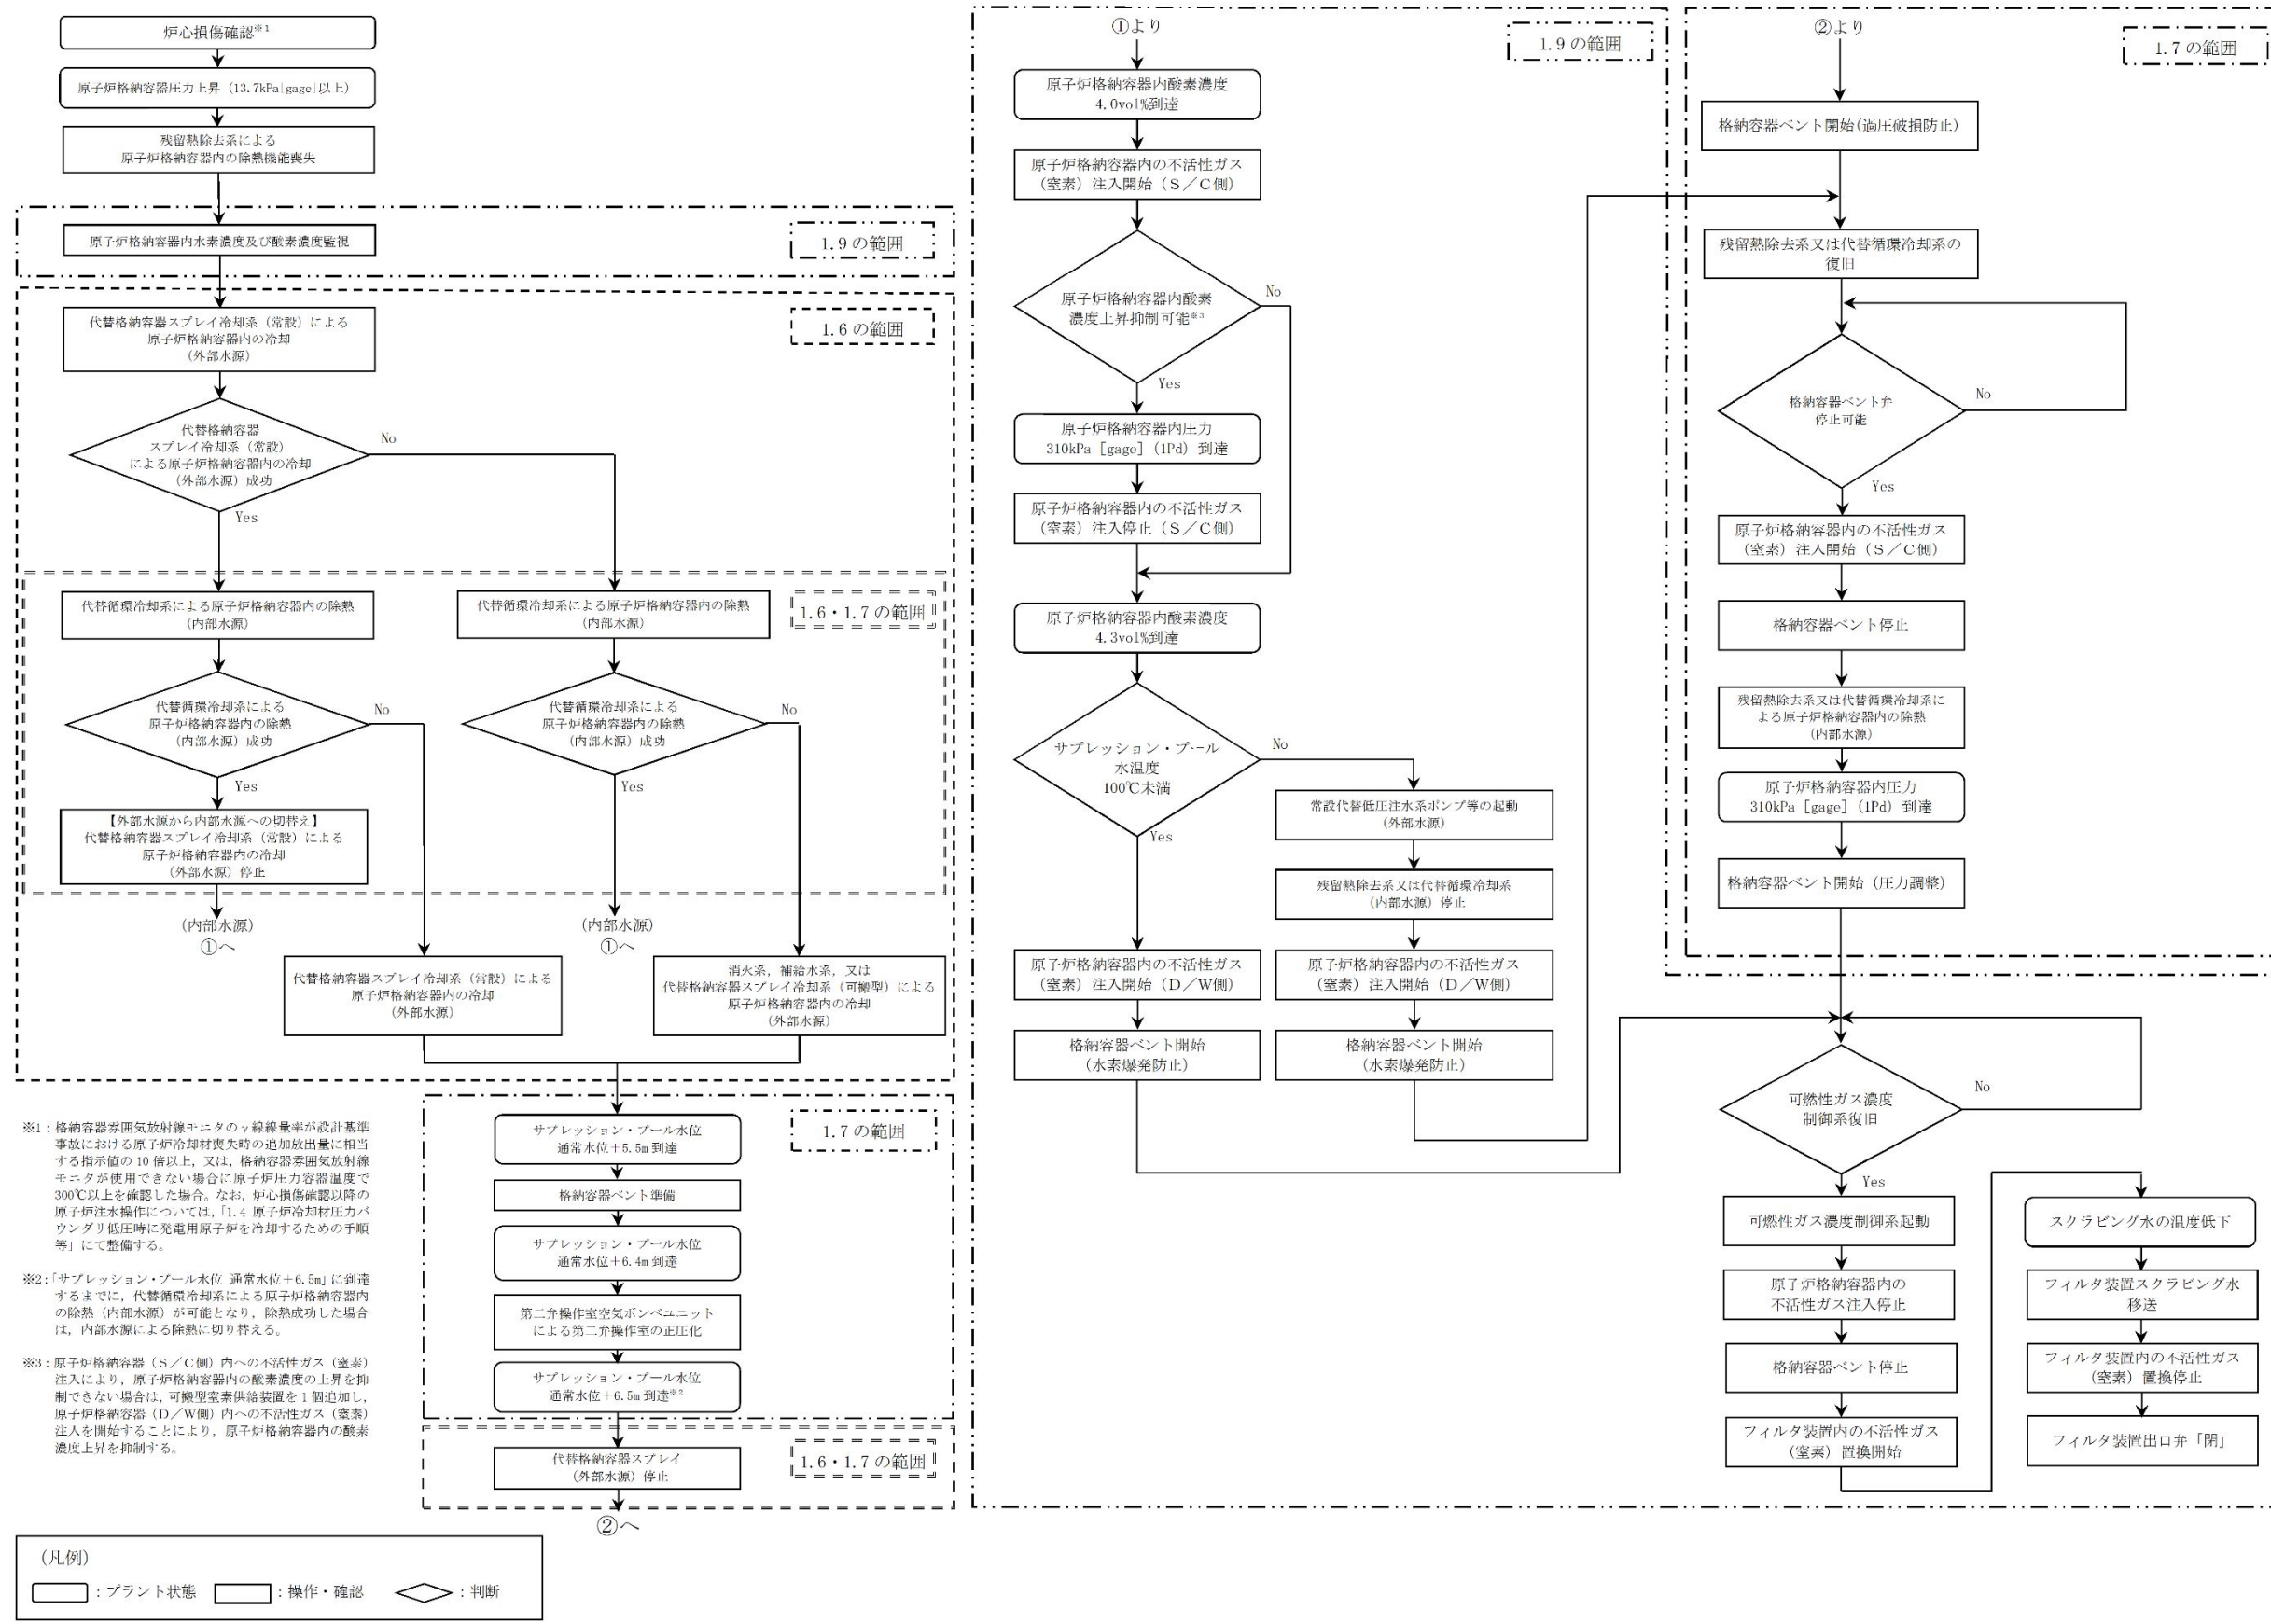 炉心損傷確認※1
原子炉格納容器圧力上昇（13.7kPa[gage]以上）
残留熱除去系による
原子炉格納容器内の除熱機能喪失
1.9の範囲
原子炉格納容器内水素濃度及び酸素濃度監視
1.6の範囲
代替格納容器スプレイ冷却系（常設）による
原子炉格納容器内の冷却
（外部水源）
代替格納容器
スプレイ冷却系（常設）
による原子炉格納容器内の冷却
（外部水源）成功
No
Yes
1.6・1.7の範囲
代替循環冷却系による原子炉格納容器内の除熱
（内部水源）
代替循環冷却系による原子炉格納容器内の除熱
（内部水源）
代替循環冷却系による
原子炉格納容器内の除熱
（内部水源）成功
No
Yes
代替循環冷却系による
原子炉格納容器内の除熱
（内部水源）成功
No
Yes
【外部水源から内部水源への切替え】
代替格納容器スプレイ冷却系（常設）による
原子炉格納容器内の冷却
（外部水源）停止
（内部水源）
①へ
（内部水源）
①へ
代替格納容器スプレイ冷却系（常設）による
原子炉格納容器内の冷却
（外部水源）
消火系，補給水系，又は
代替格納容器スプレイ冷却系（可搬型）による
原子炉格納容器内の冷却
（外部水源）
1.7の範囲
サプレッション・プール水位
通常水位＋5.5m到達
格納容器ベント準備
サプレッション・プール水位
通常水位＋6.4m到達
第二弁操作室空気ボンベユニット
による第二弁操作室の正圧化
サプレッション・プール水位
通常水位＋6.5m到達※2
1.6・1.7の範囲
代替格納容器スプレイ
（外部水源）停止
②へ
※1：格納容器雰囲気放射線モニタのγ線線量率が設計基準
事故における原子炉冷却材喪失時の追加放出量に相当
する指示値の10倍以上，又は，格納容器雰囲気放射線
モニタが使用できない場合に原子炉圧力容器温度で
300℃以上を確認した場合。なお，炉心損傷確認以降の
原子炉注水操作については，「1.4 原子炉冷却材圧力バ
ウンダリ低圧時に発電用原子炉を冷却するための手順
等」にて整備する。
※2：「サプレッション・プール水位 通常水位＋6.5m」に到達
するまでに，代替循環冷却系による原子炉格納容器内
の除熱（内部水源）が可能となり，除熱成功した場合
は，内部水源による除熱に切り替える。
※3：原子炉格納容器（S／C側）内への不活性ガス（窒素）
注入により，原子炉格納容器内の酸素濃度の上昇を抑
制できない場合は，可搬型窒素供給装置を1個追加し，
原子炉格納容器（D／W側）内への不活性ガス（窒素）
注入を開始することにより，原子炉格納容器内の酸素
濃度上昇を抑制する。
（凡例）
：プラント状態
：操作・確認
：判断
①より
1.9の範囲
原子炉格納容器内酸素濃度
4.0vol%到達
原子炉格納容器内の不活性ガス
（窒素）注入開始（S／C側）
原子炉格納容器内酸素
濃度上昇抑制可能※3
No
Yes
原子炉格納容器内圧力
310kPa［gage］（1Pd）到達
原子炉格納容器内の不活性ガス
（窒素）注入停止（S／C側）
原子炉格納容器内酸素濃度
4.3vol%到達
サプレッション・プール
水温度
100℃未満
No
Yes
常設代替低圧注水系ポンプ等の起動
（外部水源）
残留熱除去系又は代替循環冷却系
（内部水源）停止
原子炉格納容器内の不活性ガス
（窒素）注入開始（D／W側）
原子炉格納容器内の不活性ガス
（窒素）注入開始（D／W側）
格納容器ベント開始
（水素爆発防止）
格納容器ベント開始
（水素爆発防止）
②より
1.7の範囲
格納容器ベント開始（過圧破損防止）
残留熱除去系又は代替循環冷却系の
復旧
格納容器ベント弁
停止可能
No
Yes
原子炉格納容器内の不活性ガス
（窒素）注入開始（S／C側）
格納容器ベント停止
残留熱除去系又は代替循環冷却系に
よる原子炉格納容器内の除熱
（内部水源）
原子炉格納容器内圧力
310kPa［gage］（1Pd）到達
格納容器ベント開始（圧力調整）
可燃性ガス濃度
制御系復旧
No
Yes
可燃性ガス濃度制御系起動
原子炉格納容器内の
不活性ガス注入停止
格納容器ベント停止
フィルタ装置内の不活性ガス
（窒素）置換開始
スクラビング水の温度低下
フィルタ装置スクラビング水
移送
フィルタ装置内の不活性ガス
（窒素）置換停止
フィルタ装置出口弁「閉」